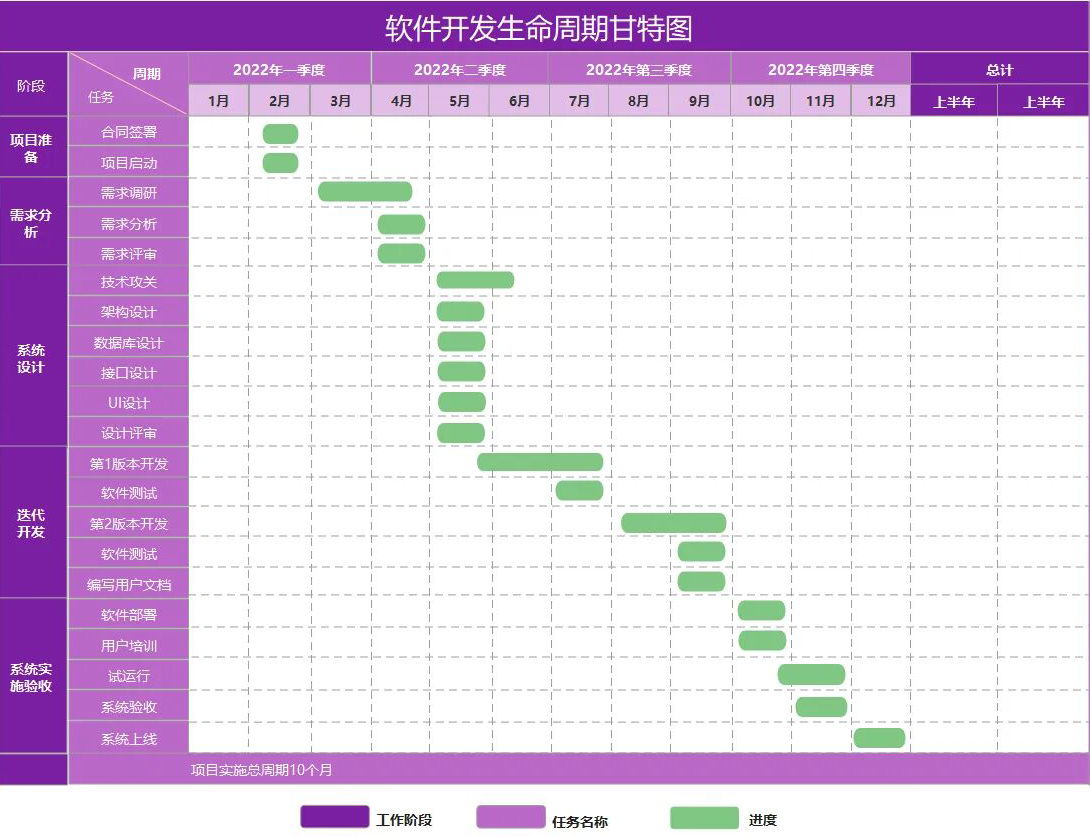 软件开发生命周期甘特图
阶段
周期
任务
2022年一季度
2022年二季度
2022年第三季度
2022年第四季度
总计
1月
2月
3月
4月
5月
6月
7月
8月
9月
10月
11月
12月
上半年
上半年
项目准
备
合同签署
项目启动
需求分
析
需求调研
需求分析
需求评审
系统
设计
技术攻关
架构设计
数据库设计
接口设计
UI设计
设计评审
迭代
开发
第1版本开发
软件测试
第2版本开发
软件测试
编写用户文档
系统实
施验收
软件部署
用户培训
试运行
系统验收
系统上线
项目实施总周期10个月
工作阶段
任务名称
进度